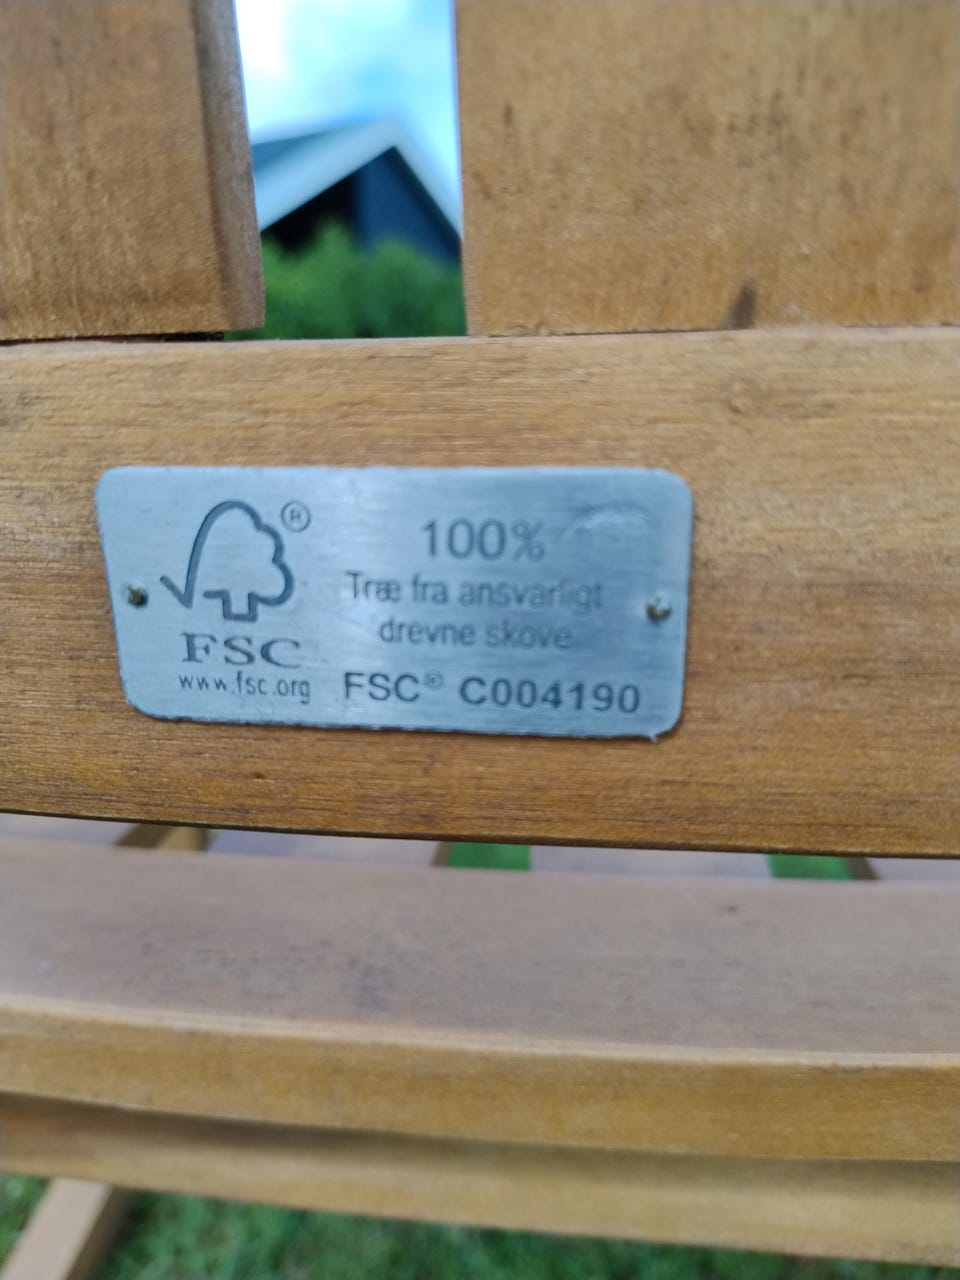 ®
FSC
www.fsc.org
100%
Træ fra ansvarligt
drevne skove
FSC® C004190